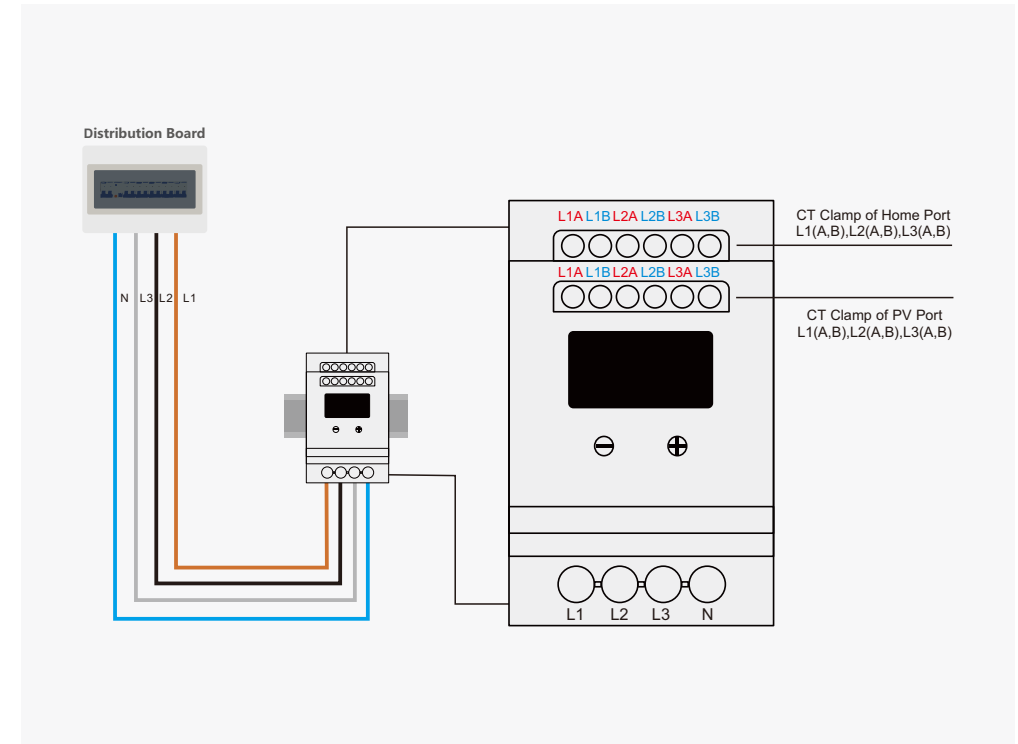 Distribution Board
N L3 L2 L1
L1A L1B L2A L2B L3A L3B
CT Clamp of Home Port
L1(A,B),L2(A,B),L3(A,B)
L1A L1B L2A L2B L3A L3B
CT Clamp of PV Port
L1(A,B),L2(A,B),L3(A,B)
L1 L2 L3 N